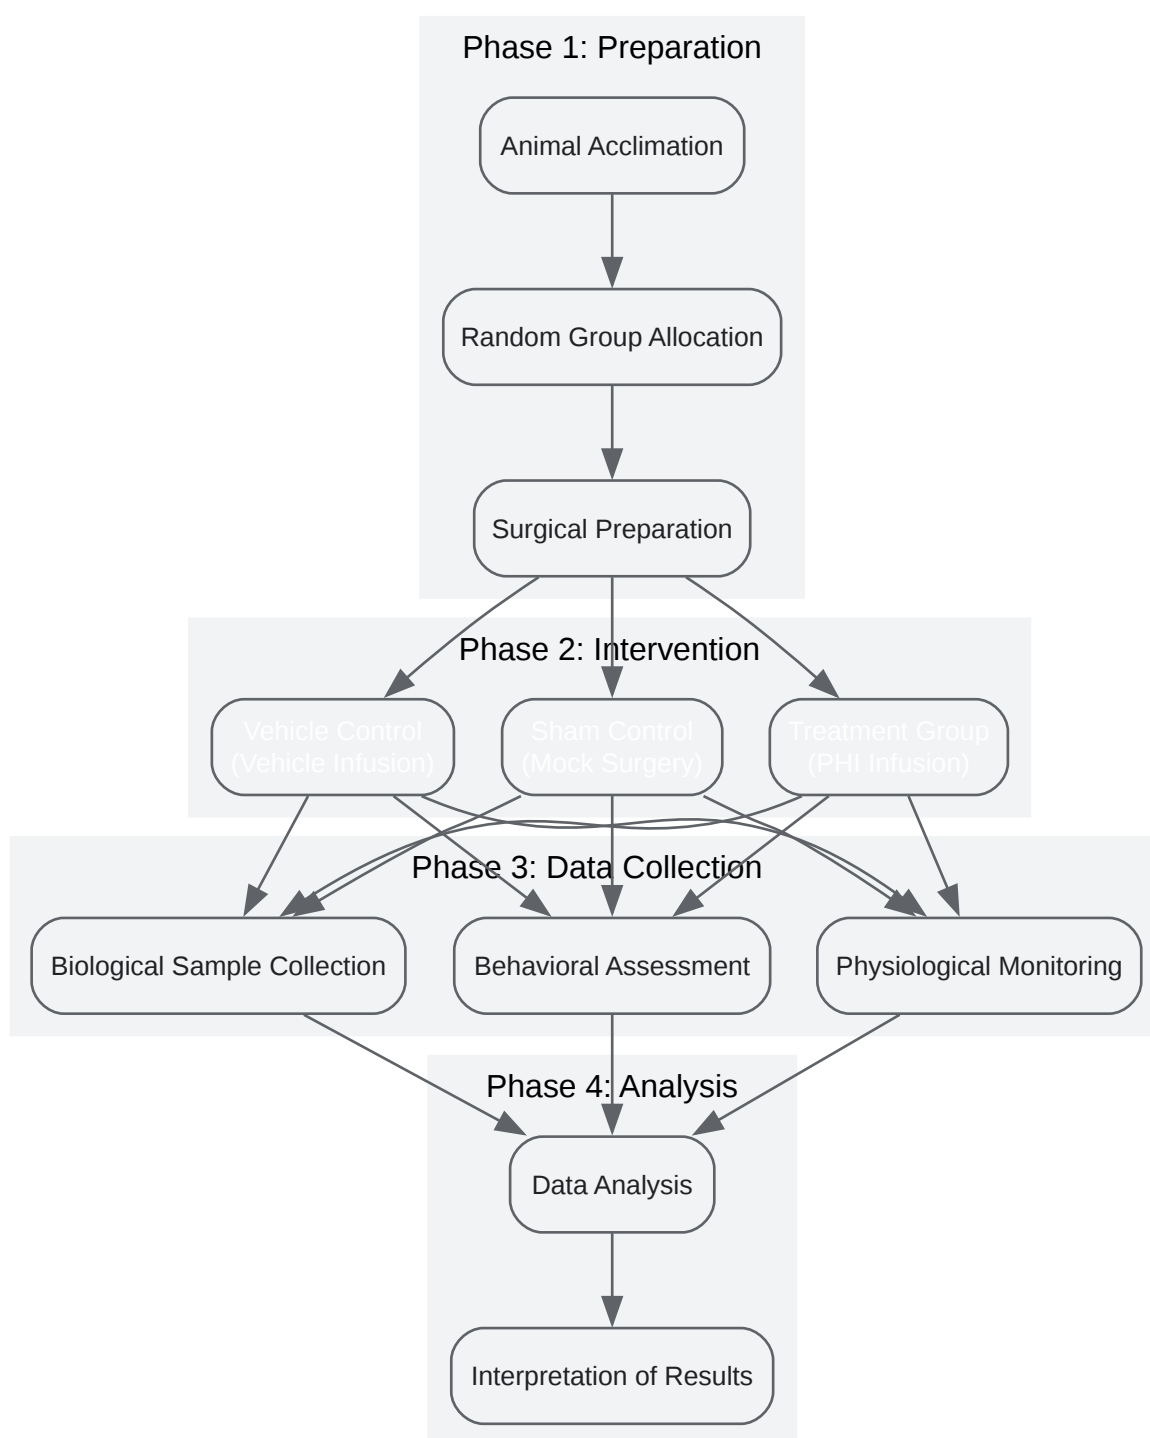 Phase 1: Preparation
Animal Acclimation
Random Group Allocation
Surgical Preparation
Phase 2: Intervention
Vehicle Control
(Vehicle Infusion)
Sham Control
(Mock Surgery)
Treatment Group
(PHI Infusion)
Phase 3: Data Collection
Biological Sample Collection
Behavioral Assessment
Physiological Monitoring
Phase 4: Analysis
Data Analysis
Interpretation of Results